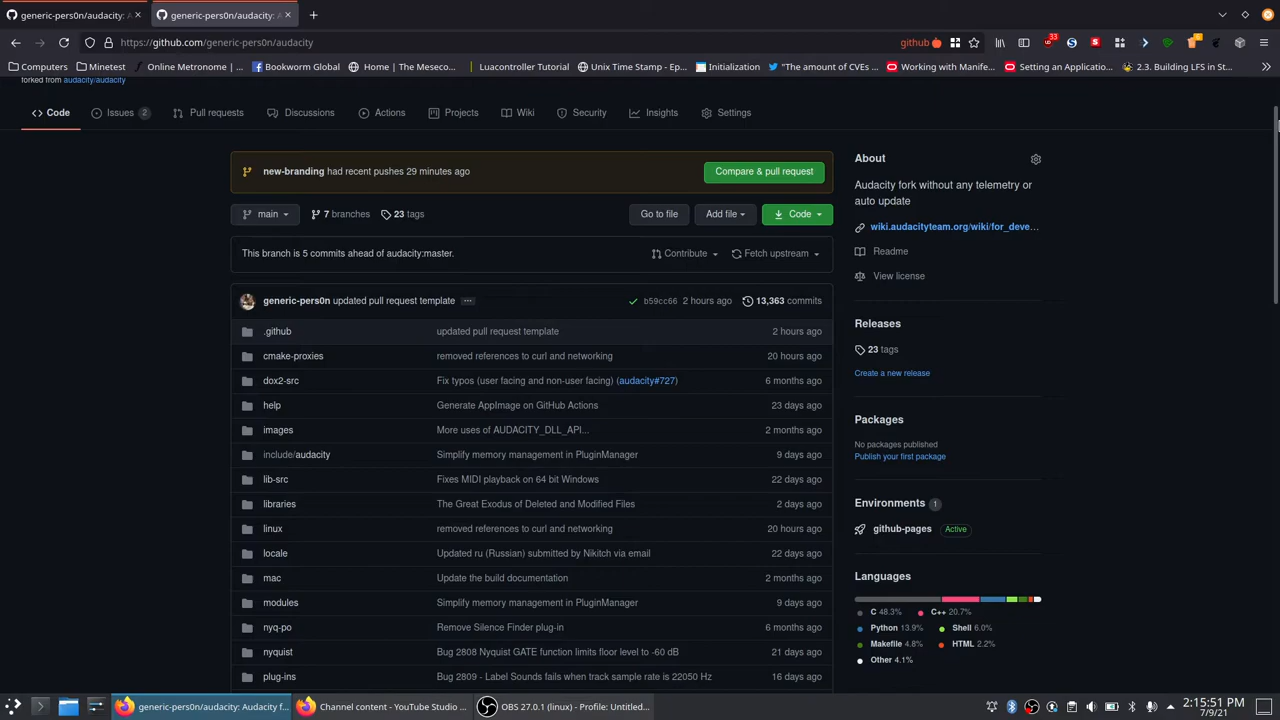 generic-pers0n/audacity: A
generic-pers0n/audacity: A
https://github.com/generic-pers0n/audacity
github
33
6
Computers
Minetest
Online Metronome | ...
Bookworm Global
Home | The Meseco...
Luacontroller Tutorial
Unix Time Stamp - Ep...
Initialization
"The amount of CVEs ...
Working with Manife...
Setting an Applicatio...
2.3. Building LFS in St...
forked from audacity/audacity
Code
Issues 2
Pull requests
Discussions
Actions
Projects
Wiki
Security
Insights
Settings
new-branding had recent pushes 29 minutes ago
Compare & pull request
main
7 branches
23 tags
Go to file
Add file
Code
This branch is 5 commits ahead of audacity:master.
Contribute
Fetch upstream
generic-pers0n updated pull request template ...
b59cc66 2 hours ago
13,363 commits
.github updated pull request template 2 hours ago
cmake-proxies removed references to curl and networking 20 hours ago
dox2-src Fix typos (user facing and non-user facing) (audacity#727) 6 months ago
help Generate AppImage on GitHub Actions 23 days ago
images More uses of AUDACITY_DLL_API... 2 months ago
include/audacity Simplify memory management in PluginManager 9 days ago
lib-src Fixes MIDI playback on 64 bit Windows 22 days ago
libraries The Great Exodus of Deleted and Modified Files 2 days ago
linux removed references to curl and networking 20 hours ago
locale Updated ru (Russian) submitted by Nikitch via email 22 days ago
mac Update the build documentation 2 months ago
modules Simplify memory management in PluginManager 9 days ago
nyq-po Remove Silence Finder plug-in 6 months ago
nyquist Bug 2808 Nyquist GATE function limits floor level to -60 dB 21 days ago
plug-ins Bug 2809 - Label Sounds fails when track sample rate is 22050 Hz 16 days ago
About
Audacity fork without any telemetry or
auto update
wiki.audacityteam.org/wiki/for_deve...
Readme
View license
Releases
23 tags
Create a new release
Packages
No packages published
Publish your first package
Environments 1
github-pages Active
Languages
C 48.3%
C++ 20.7%
Python 13.9%
Shell 6.0%
Makefile 4.8%
HTML 2.2%
Other 4.1%
generic-pers0n/audacity: Audacity f...
Channel content - YouTube Studio ...
OBS 27.0.1 (linux) - Profile: Untitled...
2:15:51 PM
7/9/21